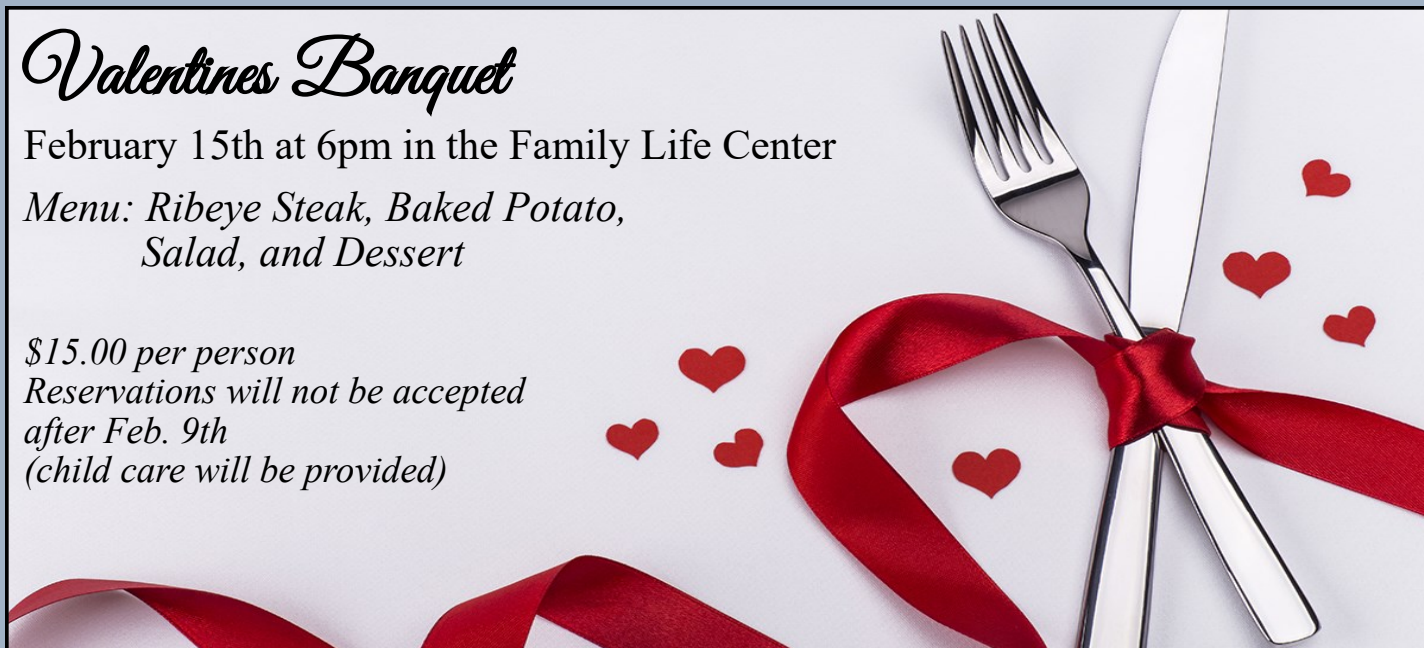 Valentines Banquet
February 15th at 6pm in the Family Life Center
Menu: Ribeye Steak, Baked Potato,
Salad, and Dessert
$15.00 per person
Reservations will not be accepted
after Feb. 9th
(child care will be provided)